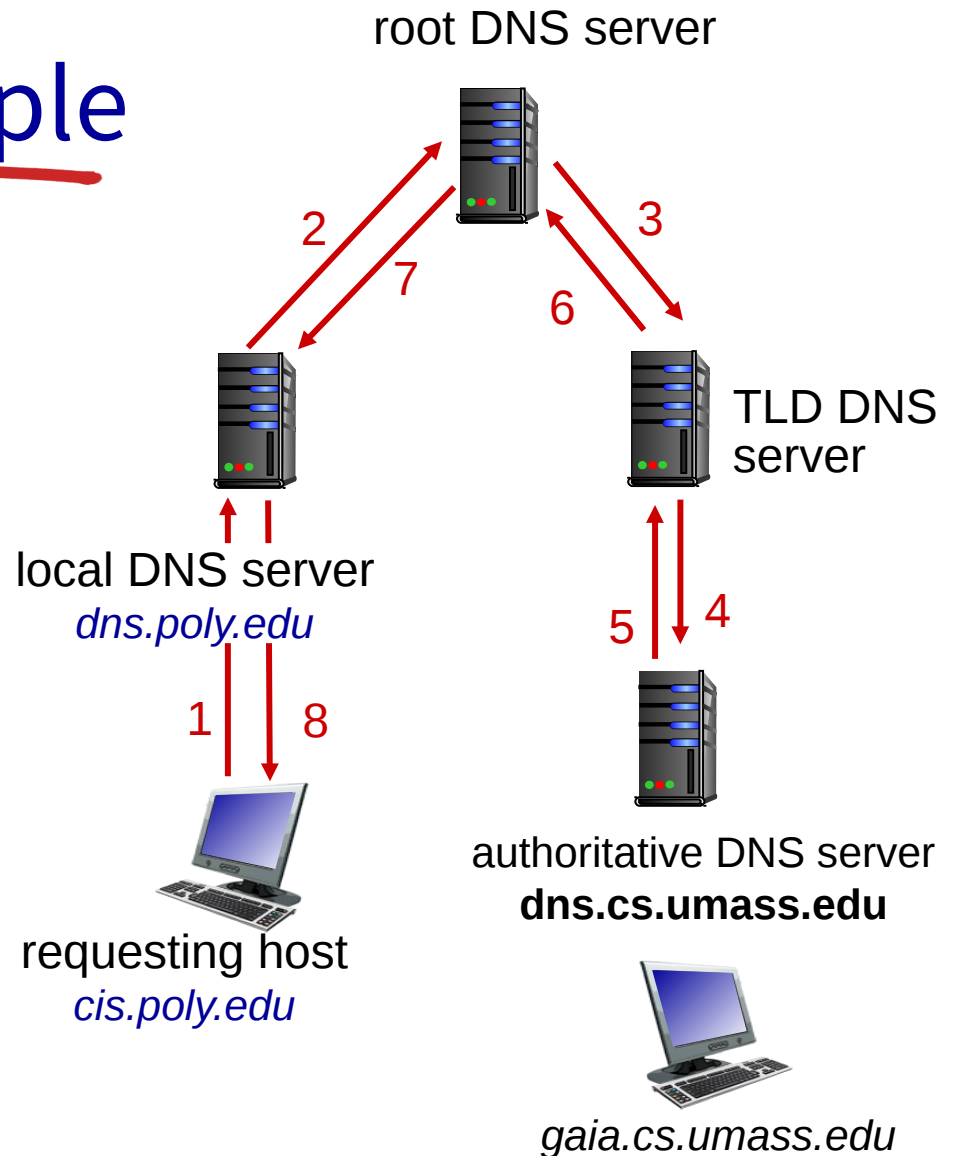 root DNS server
ple
2
3
7
6
TLD DNS
server
local DNS server
dns.poly.edu
5
4
1
8
authoritative DNS server
dns.cs.umass.edu
requesting host
cis.poly.edu
gaia.cs.umass.edu